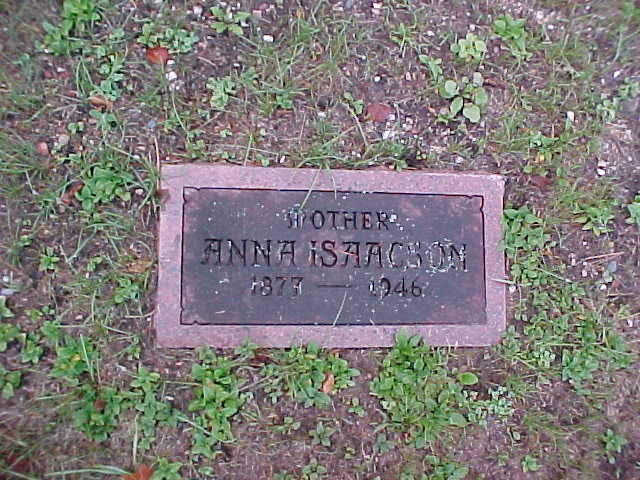 MOTHER
ANNA ISAACSON
1877 — 1946